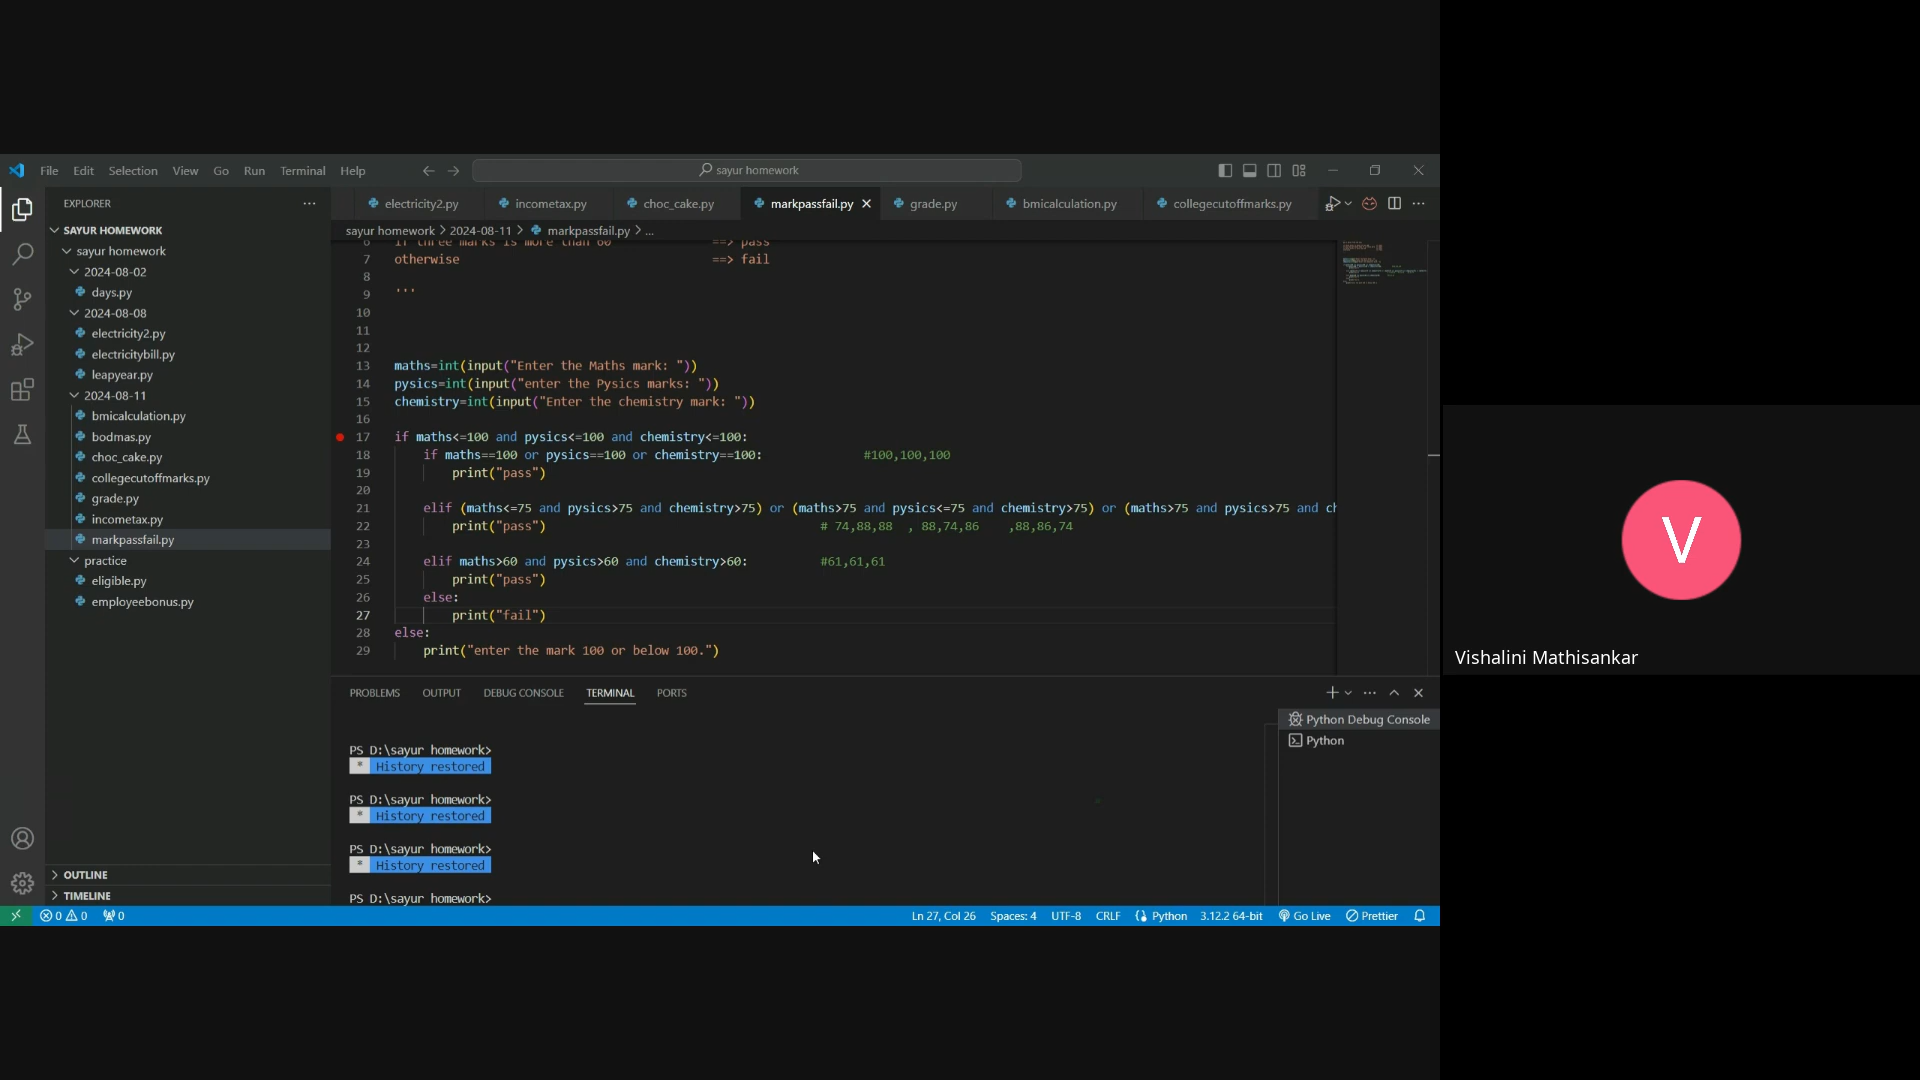 File Edit Selection View Go Run Terminal Help
sayur homework
EXPLORER
SAYUR HOMEWORK
sayur homework
2024-08-02
days.py
2024-08-08
electricity2.py
electricitybill.py
leapyear.py
2024-08-11
bmicalculation.py
bodmas.py
choc_cake.py
collegecutoffmarks.py
grade.py
incometax.py
markpassfail.py
practice
eligible.py
employeebonus.py
OUTLINE
TIMELINE
electricity2.py incometax.py choc_cake.py markpassfail.py grade.py bmicalculation.py collegecutoffmarks.py
sayur homework > 2024-08-11 > markpassfail.py > ...
6 if three marks is more than 60 ==> pass
7 otherwise ==> fail
8
9 '''
10
11
12
13 maths=int(input("Enter the Maths mark: "))
14 pysics=int(input("enter the Pysics marks: "))
15 chemistry=int(input("Enter the chemistry mark: "))
16
17 if maths<=100 and pysics<=100 and chemistry<=100:
18 if maths==100 or pysics==100 or chemistry==100: #100,100,100
19 print("pass")
20
21 elif (maths<=75 and pysics>75 and chemistry>75) or (maths>75 and pysics<=75 and chemistry>75) or (maths>75 and pysics>75 and ch
22 print("pass") # 74,88,88 , 88,74,86 ,88,86,74
23
24 elif maths>60 and pysics>60 and chemistry>60: #61,61,61
25 print("pass")
26 else:
27 print("fail")
28 else:
29 print("enter the mark 100 or below 100.")
PROBLEMS OUTPUT DEBUG CONSOLE TERMINAL PORTS
Python Debug Console
Python
PS D:\sayur homework>
* History restored
PS D:\sayur homework>
* History restored
PS D:\sayur homework>
* History restored
PS D:\sayur homework>
0 0 0 Ln 27, Col 26 Spaces: 4 UTF-8 CRLF Python 3.12.2 64-bit Go Live Prettier
V
Vishalini Mathisankar